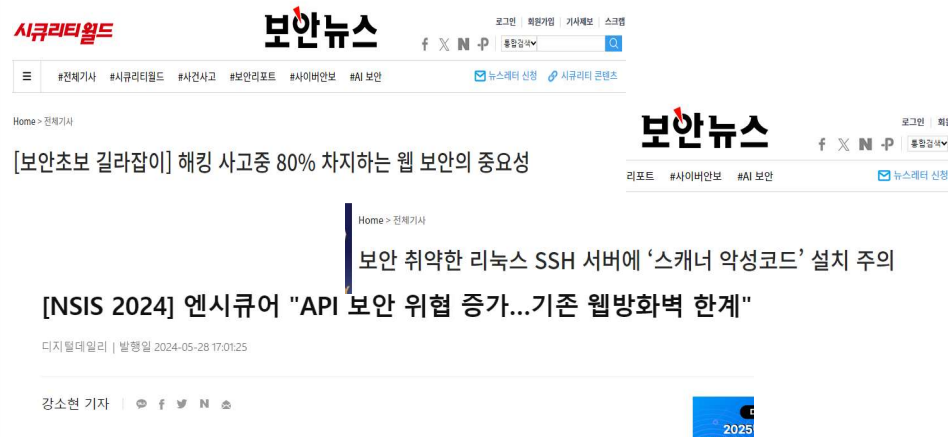 시큐리티월드
보안뉴스
로그인 | 회원가입 | 기사제보 | 스크랩
통합검색
☰ #전체기사 #시큐리티월드 #사건사고 #보안리포트 #사이버안보 #AI 보안 뉴스레터 신청 시큐리티 콘텐츠
Home > 전체기사
[보안초보 길라잡이] 해킹 사고중 80% 차지하는 웹 보안의 중요성
보안뉴스
로그인 | 회원
통합검색
리포트 #사이버안보 #AI 보안 뉴스레터 신청
Home > 전체기사
보안 취약한 리눅스 SSH 서버에 ‘스캐너 악성코드’ 설치 주의
[NSIS 2024] 엔시큐어 "API 보안 위협 증가...기존 웹방화벽 한계"
디지털데일리 | 발행일 2024-05-28 17:01:25
강소현 기자
2025